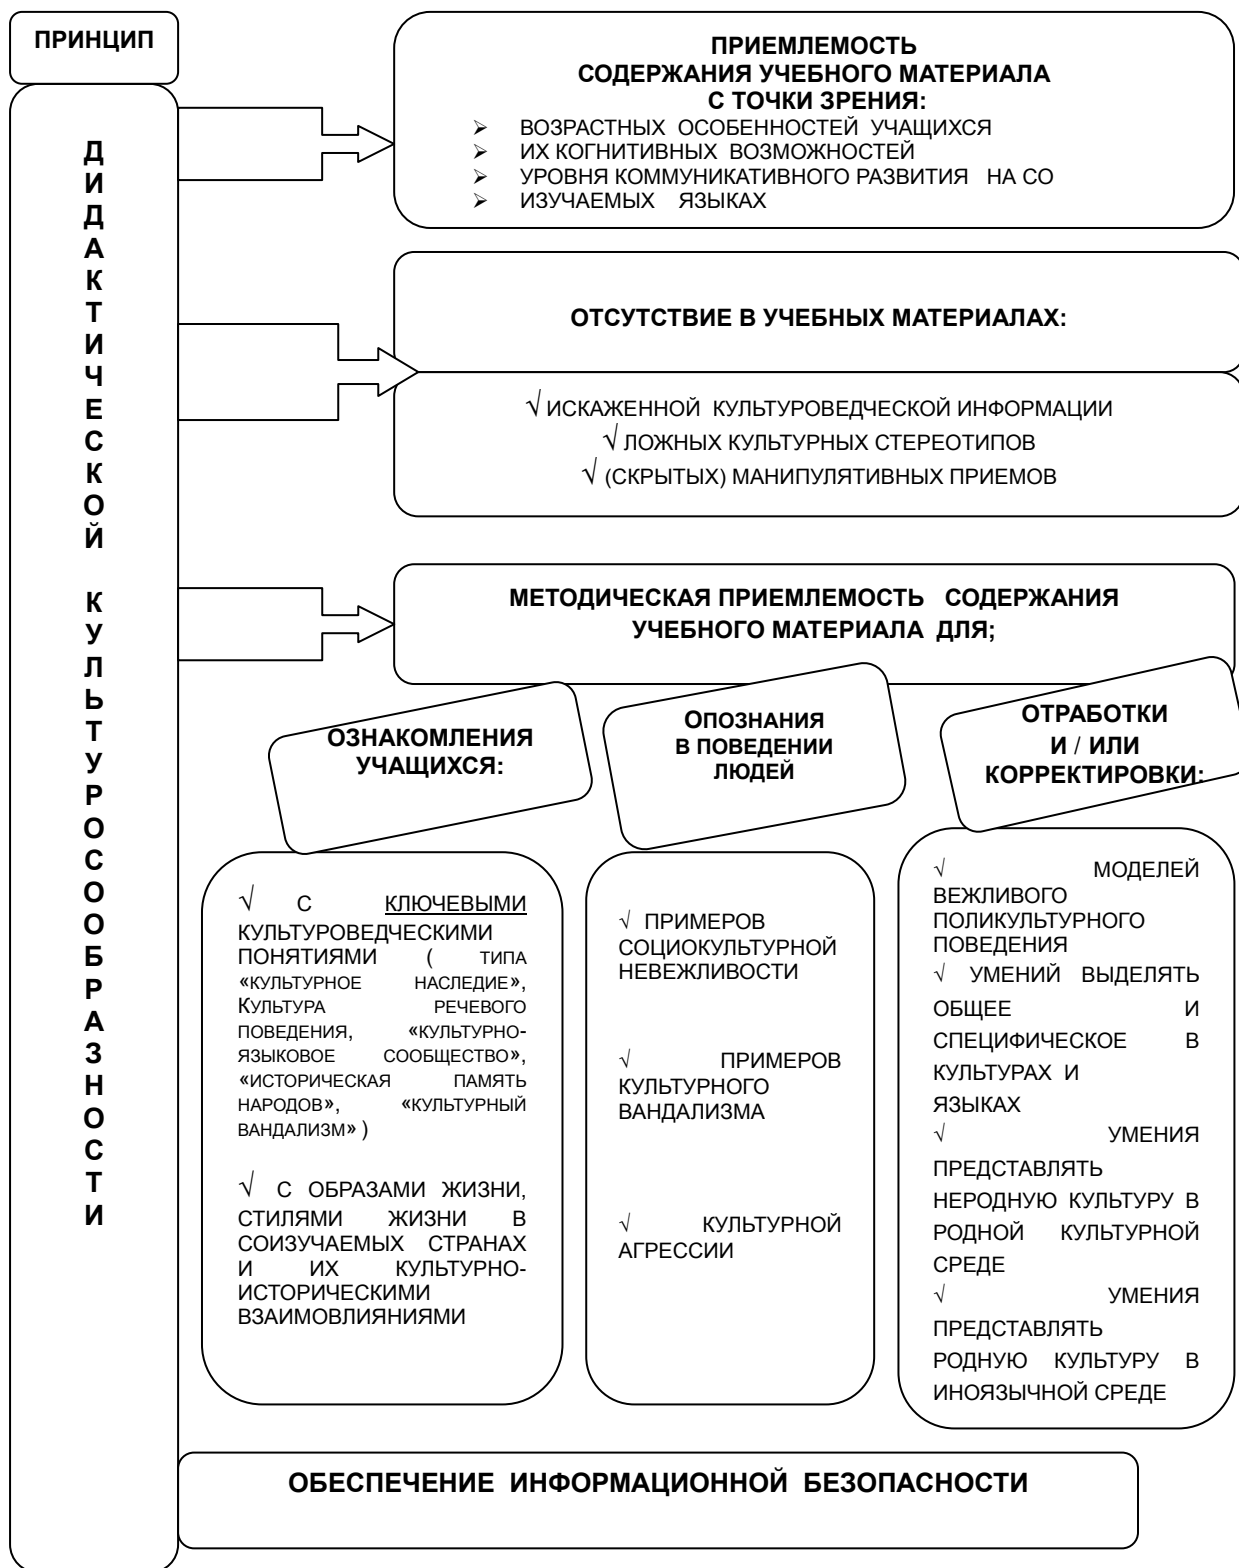 ПРИНЦИП
ДИДАКТИЧЕСКОЙ КУЛЬТУРОСООБРАЗНОСТИ
ПРИЕМЛЕМОСТЬ
СОДЕРЖАНИЯ УЧЕБНОГО МАТЕРИАЛА
С ТОЧКИ ЗРЕНИЯ:
➢ ВОЗРАСТНЫХ ОСОБЕННОСТЕЙ УЧАЩИХСЯ
➢ ИХ КОГНИТИВНЫХ ВОЗМОЖНОСТЕЙ
➢ УРОВНЯ КОММУНИКАТИВНОГО РАЗВИТИЯ НА СО
➢ ИЗУЧАЕМЫХ ЯЗЫКАХ
ОТСУТСТВИЕ В УЧЕБНЫХ МАТЕРИАЛАХ:
√ ИСКАЖЕННОЙ КУЛЬТУРОВЕДЧЕСКОЙ ИНФОРМАЦИИ
√ ЛОЖНЫХ КУЛЬТУРНЫХ СТЕРЕОТИПОВ
√ (СКРЫТЫХ) МАНИПУЛЯТИВНЫХ ПРИЕМОВ
МЕТОДИЧЕСКАЯ ПРИЕМЛЕМОСТЬ СОДЕРЖАНИЯ
УЧЕБНОГО МАТЕРИАЛА ДЛЯ;
ОЗНАКОМЛЕНИЯ
УЧАЩИХСЯ:
√ С КЛЮЧЕВЫМИ
КУЛЬТУРОВЕДЧЕСКИМИ
ПОНЯТИЯМИ ( ТИПА
«КУЛЬТУРНОЕ НАСЛЕДИЕ»,
КУЛЬТУРА РЕЧЕВОГО
ПОВЕДЕНИЯ, «КУЛЬТУРНО-
ЯЗЫКОВОЕ СООБЩЕСТВО»,
«ИСТОРИЧЕСКАЯ ПАМЯТЬ
НАРОДОВ», «КУЛЬТУРНЫЙ
ВАНДАЛИЗМ» )
√ С ОБРАЗАМИ ЖИЗНИ,
СТИЛЯМИ ЖИЗНИ В
СОИЗУЧАЕМЫХ СТРАНАХ
И ИХ КУЛЬТУРНО-
ИСТОРИЧЕСКИМИ
ВЗАИМОВЛИЯНИЯМИ
ОПОЗНАНИЯ
В ПОВЕДЕНИИ
ЛЮДЕЙ
√ ПРИМЕРОВ
СОЦИОКУЛЬТУРНОЙ
НЕВЕЖЛИВОСТИ
√ ПРИМЕРОВ
КУЛЬТУРНОГО
ВАНДАЛИЗМА
√ КУЛЬТУРНОЙ
АГРЕССИИ
ОТРАБОТКИ
И / ИЛИ
КОРРЕКТИРОВКИ:
√ МОДЕЛЕЙ
ВЕЖЛИВОГО
ПОЛИКУЛЬТУРНОГО
ПОВЕДЕНИЯ
√ УМЕНИЙ ВЫДЕЛЯТЬ
ОБЩЕЕ И
СПЕЦИФИЧЕСКОЕ В
КУЛЬТУРАХ И
ЯЗЫКАХ
√ УМЕНИЯ
ПРЕДСТАВЛЯТЬ
НЕРОДНУЮ КУЛЬТУРУ В
РОДНОЙ КУЛЬТУРНОЙ
СРЕДЕ
√ УМЕНИЯ
ПРЕДСТАВЛЯТЬ
РОДНУЮ КУЛЬТУРУ В
ИНОЯЗЫЧНОЙ СРЕДЕ
ОБЕСПЕЧЕНИЕ ИНФОРМАЦИОННОЙ БЕЗОПАСНОСТИ